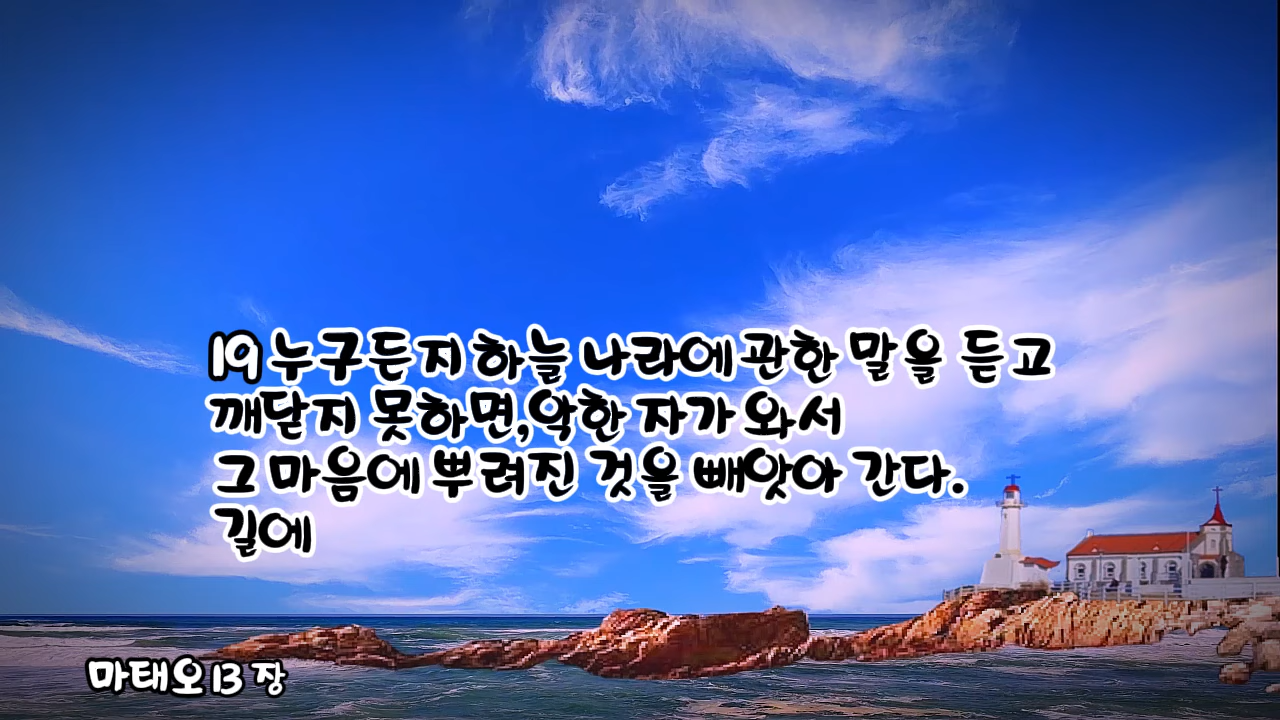 19 누구든지 하늘 나라에 관한 말을 듣고
깨닫지 못하면,악한 자가 와서
그 마음에 뿌려진 것을 빼앗아 간다.
길에
마태오 13 장